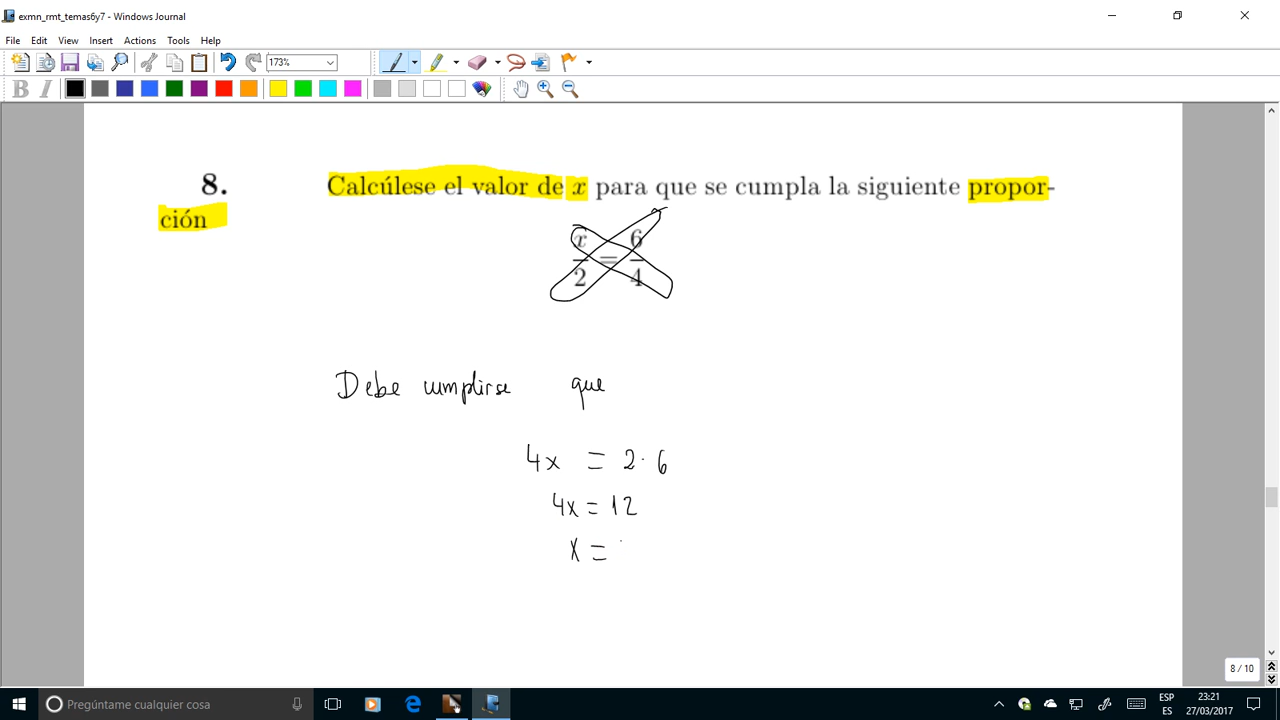 exmn_rmt_temas6y7 - Windows Journal
File Edit View Insert Actions Tools Help
173%
B I
8. Calcúlese el valor de x para que se cumpla la siguiente propor-
ción
x/2 = 6/4
Debe cumplirse que
4x = 2·6
4x = 12
x =
8 / 10
Pregúntame cualquier cosa
ESP
ES
23:21
27/03/2017